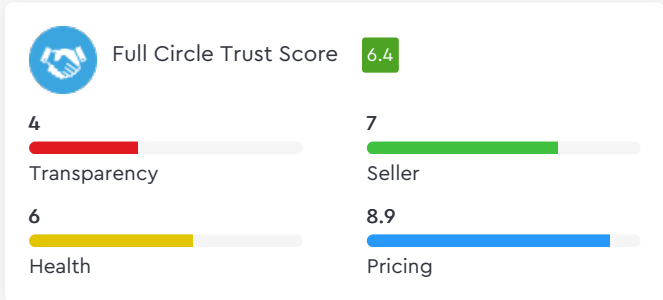 Full Circle Trust Score 6.4
4
Transparency
7
Seller
6
Health
8.9
Pricing